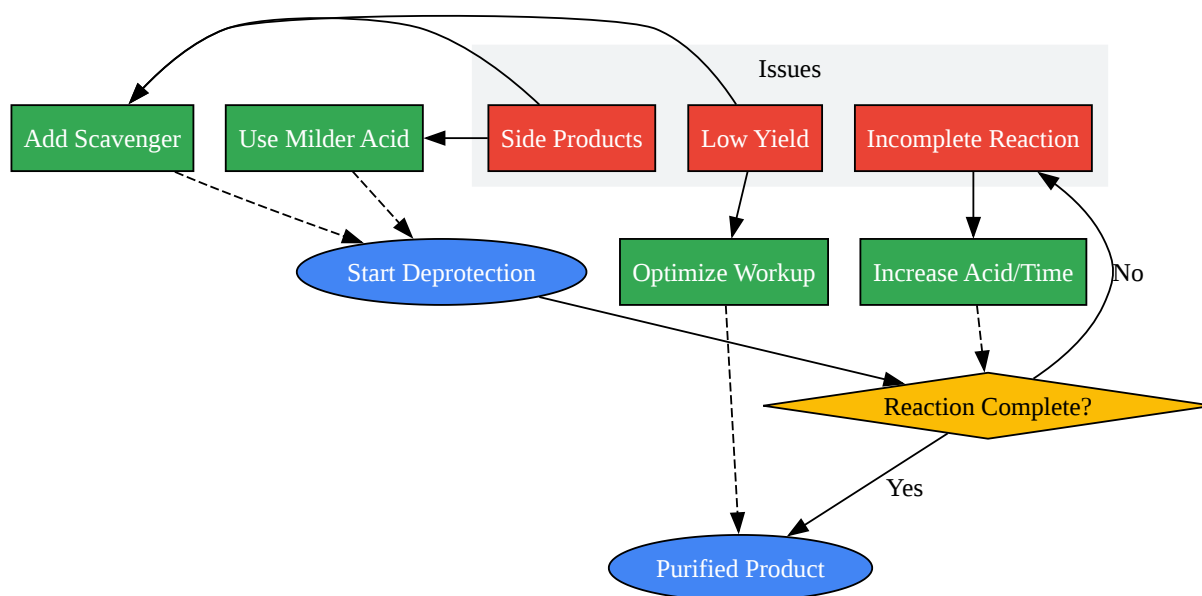 Issues
Add Scavenger
Use Milder Acid
Side Products
Low Yield
Incomplete Reaction
Start Deprotection
Optimize Workup
Increase Acid/Time
No
Reaction Complete?
Yes
Purified Product